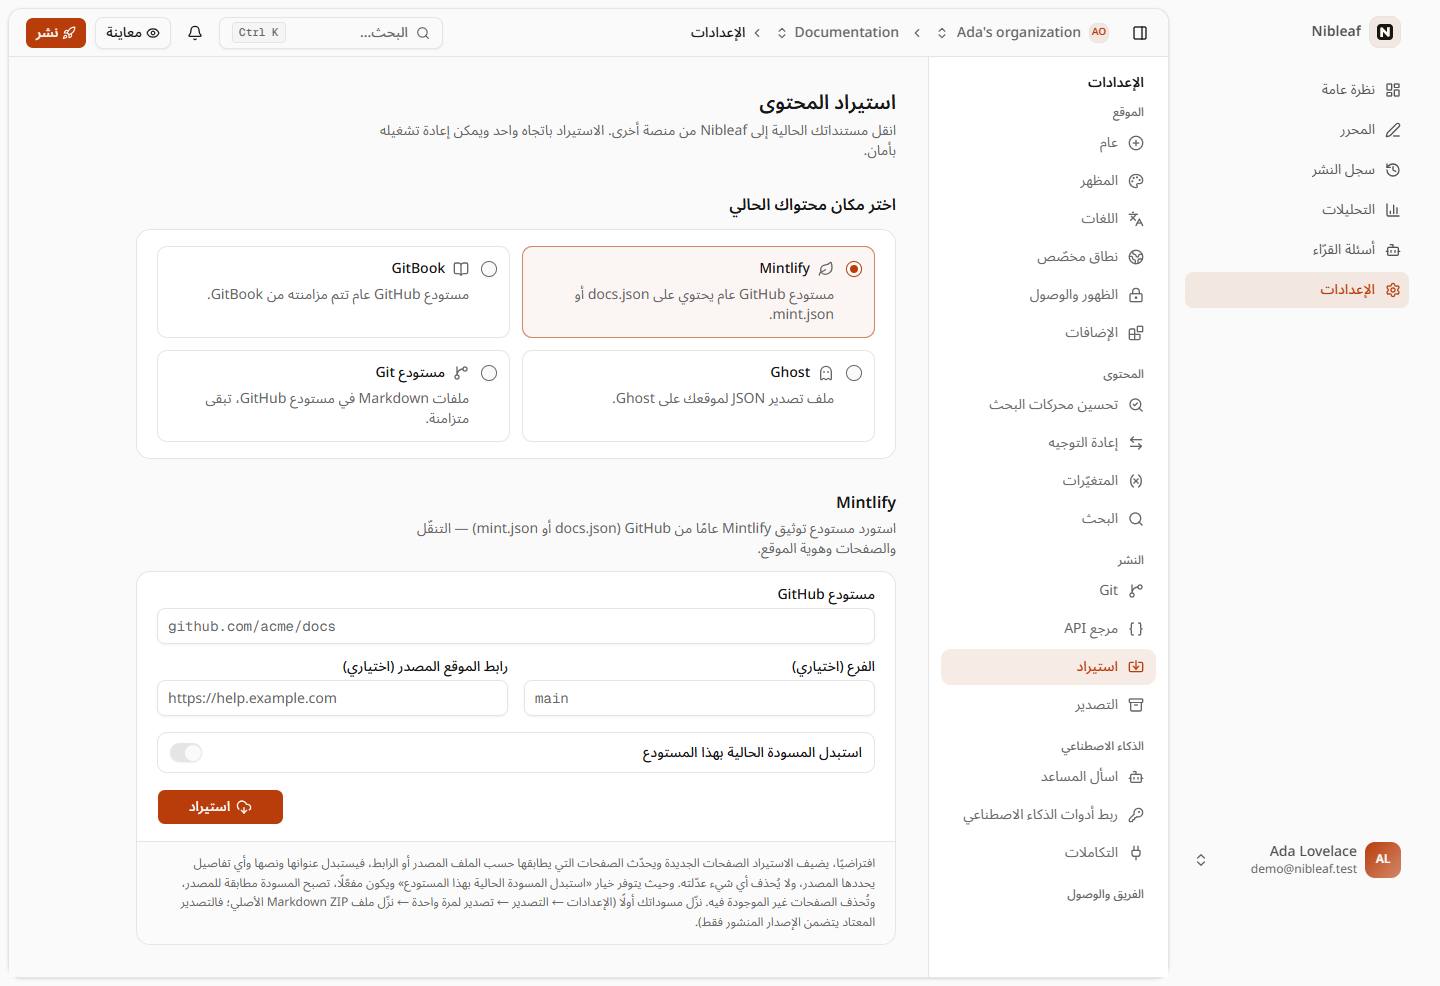 Nibleaf
نظرة عامة
المحرر
سجل النشر
التحليلات
أسئلة القرّاء
الإعدادات
Ada Lovelace
demo@nibleaf.test
AL
AO Ada's organization
Documentation
الإعدادات
البحث...
Ctrl K
معاينة
نشر
الإعدادات
الموقع
عام
المظهر
اللغات
نطاق مخصّص
الظهور والوصول
الإضافات
المحتوى
تحسين محركات البحث
إعادة التوجيه
المتغيّرات
البحث
النشر
Git
مرجع API
استيراد
التصدير
الذكاء الاصطناعي
اسأل المساعد
ربط أدوات الذكاء الاصطناعي
التكاملات
الفريق والوصول
استيراد المحتوى
انقل مستنداتك الحالية إلى Nibleaf من منصة أخرى. الاستيراد باتجاه واحد ويمكن إعادة تشغيله
بأمان.
اختر مكان محتواك الحالي
Mintlify
مستودع GitHub عام يحتوي على docs.json أو
mint.json.
GitBook
مستودع GitHub عام تتم مزامنته من GitBook.
Ghost
ملف تصدير JSON لموقعك على Ghost.
مستودع Git
ملفات Markdown في مستودع GitHub، تبقى
متزامنة.
Mintlify
استورد مستودع توثيق Mintlify عامًا من GitHub (docs.json أو mint.json) — التنقّل
والصفحات وهوية الموقع.
مستودع GitHub
github.com/acme/docs
الفرع (اختياري)
main
رابط الموقع المصدر (اختياري)
https://help.example.com
استبدل المسودة الحالية بهذا المستودع
استيراد
افتراضيًا، يضيف الاستيراد الصفحات الجديدة ويحدّث الصفحات التي يطابقها حسب الملف المصدر أو الرابط، فيستبدل عنوانها ونصها وأي تفاصيل
يحددها المصدر، ولا يُحذف أي شيء عدّلته. وحيث يتوفر خيار «استبدل المسودة الحالية بهذا المستودع» ويكون مفعّلًا، تصبح المسودة مطابقة للمصدر،
وتُحذف الصفحات غير الموجودة فيه. نزّل مسوداتك أولًا (الإعدادات ← التصدير ← تصدير لمرة واحدة ← نزّل ملف Markdown ZIP الأصلي؛ فالتصدير
المعتاد يتضمن الإصدار المنشور فقط).